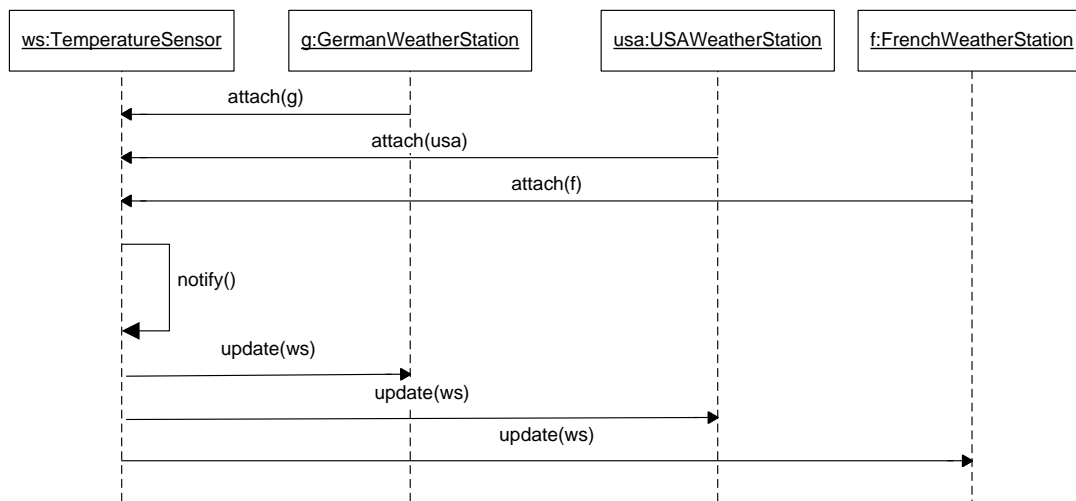 ws:TemperatureSensor
g:GermanWeatherStation
usa:USAWeatherStation
f:FrenchWeatherStation
attach(g)
attach(usa)
attach(f)
notify()
update(ws)
update(ws)
update(ws)